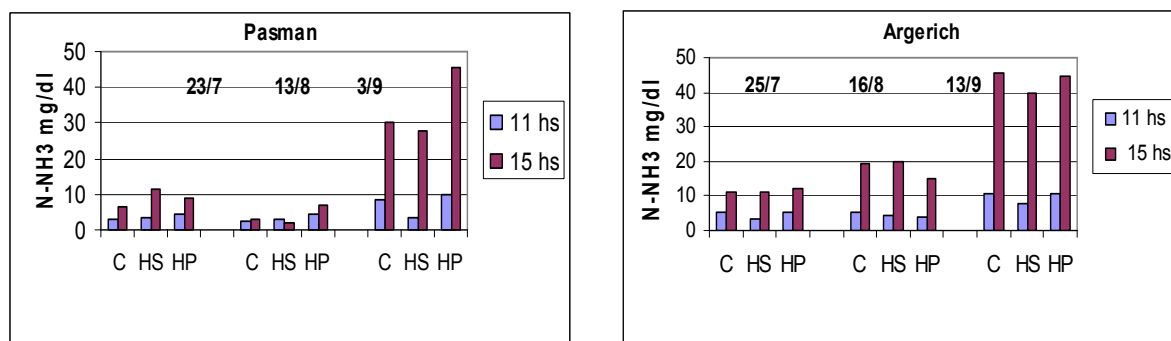 Pasman
N-NH3 mg/dl
50
40
30
20
10
0
23/7 13/8 3/9
C HS HP C HS HP C HS HP
11 hs
15 hs
Argerich
N-NH3 mg/dl
50
40
30
20
10
0
25/7 16/8 13/9
C HS HP C HS HP C HS HP
11 hs
15 hs